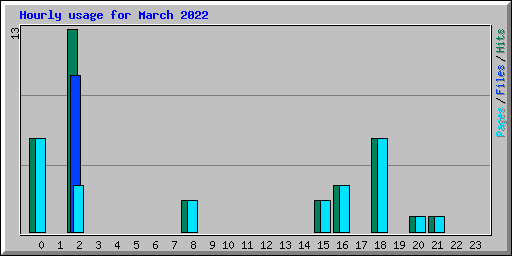 Hourly usage for March 2022
13
Pages/Files/Hits
0 1 2 3 4 5 6 7 8 9 10 11 12 13 14 15 16 17 18 19 20 21 22 23